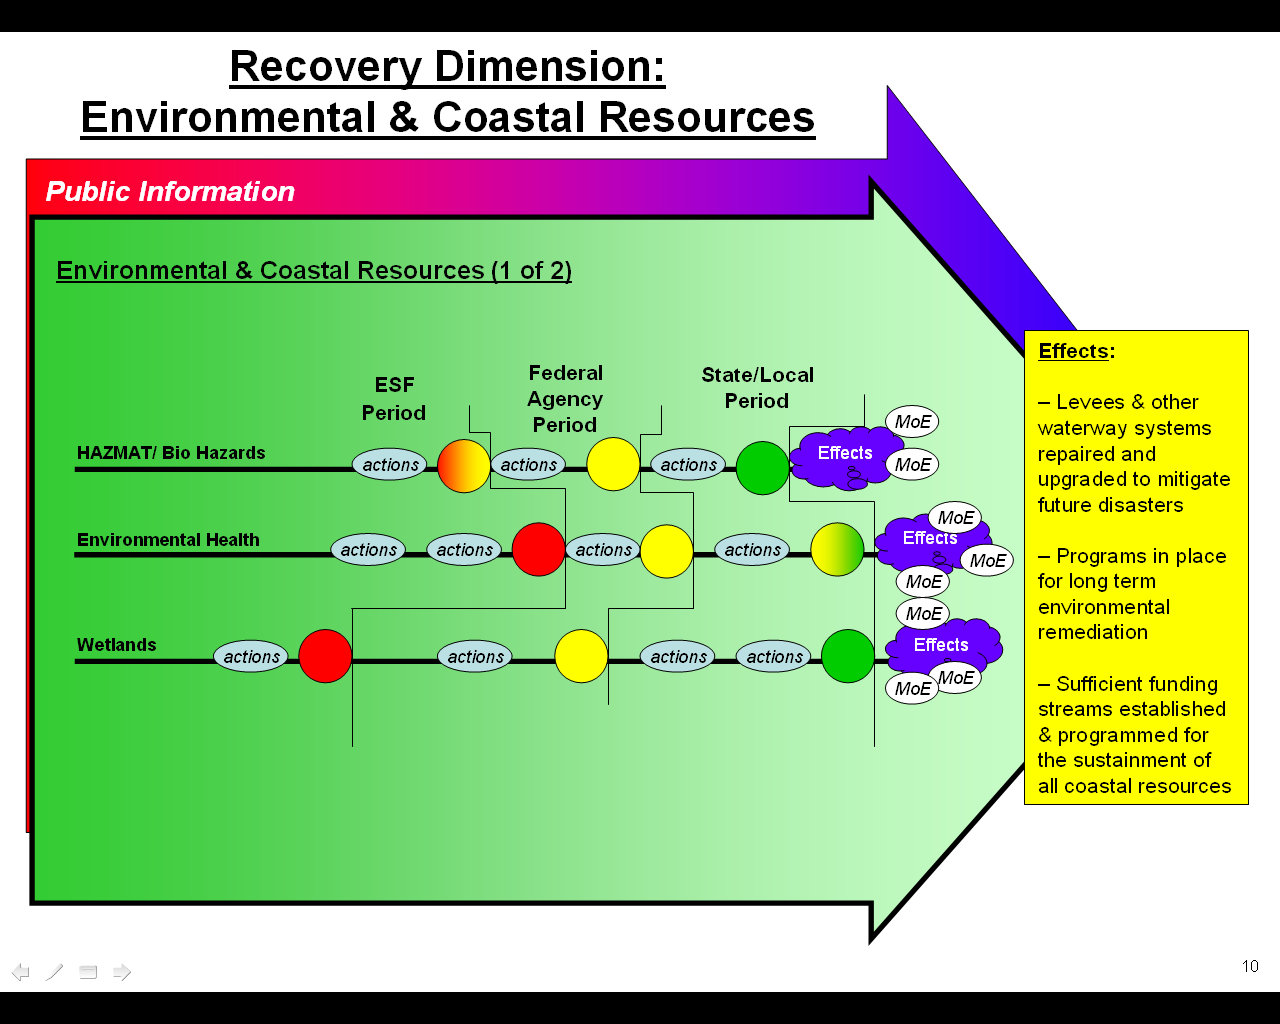 Recovery Dimension:
Environmental & Coastal Resources
Public Information
Environmental & Coastal Resources (1 of 2)
ESF
Period
Federal
Agency
Period
State/Local
Period
HAZMAT/ Bio Hazards
actions
actions
actions
Effects
MoE
MoE
Environmental Health
actions
actions
actions
actions
Effects
MoE
MoE
MoE
Wetlands
actions
actions
actions
actions
Effects
MoE
MoE
MoE
Effects:
– Levees & other
waterway systems
repaired and
upgraded to mitigate
future disasters
– Programs in place
for long term
environmental
remediation
– Sufficient funding
streams established
& programmed for
the sustainment of
all coastal resources
10